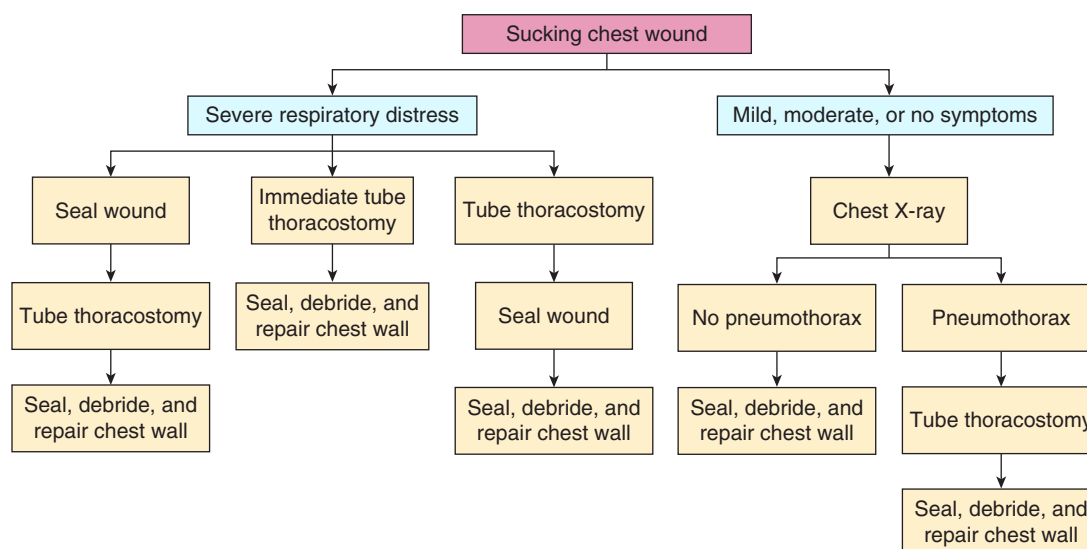 Sucking chest wound
Severe respiratory distress
Mild, moderate, or no symptoms
Seal wound
Immediate tube
thoracostomy
Tube thoracostomy
Chest X-ray
Tube thoracostomy
Seal, debride, and
repair chest wall
Seal wound
No pneumothorax
Pneumothorax
Seal, debride, and
repair chest wall
Seal, debride, and
repair chest wall
Seal, debride, and
repair chest wall
Tube thoracostomy
Seal, debride, and
repair chest wall